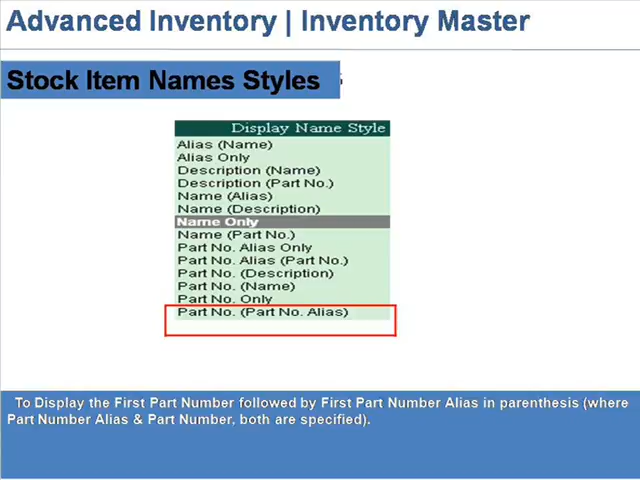 Advanced Inventory | Inventory Master
Stock Item Names Styles
Display Name Style
Alias (Name)
Alias Only
Description (Name)
Description (Part No.)
Name (Alias)
Name (Description)
Name Only
Name (Part No.)
Part No. Alias Only
Part No. Alias (Part No.)
Part No. (Description)
Part No. (Name)
Part No. Only
Part No. (Part No. Alias)
To Display the First Part Number followed by First Part Number Alias in parenthesis (where
Part Number Alias & Part Number, both are specified).